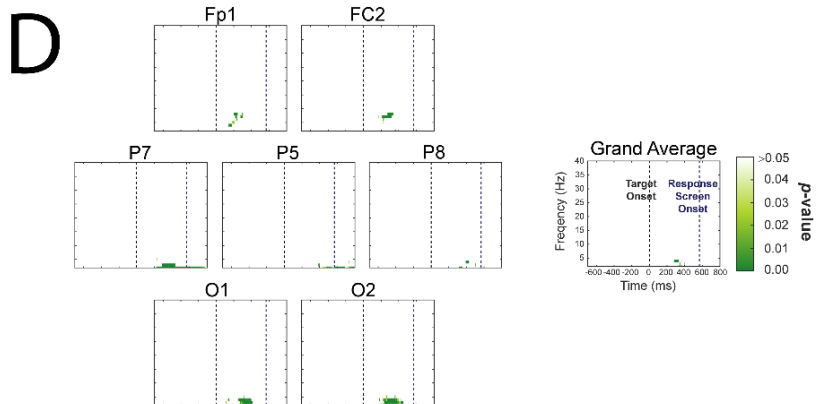 D
Fp1
FC2
P7
P5
P8
O1
O2
Grand Average
Freqency (Hz)
40
35
30
25
20
15
10
5
Target
Onset
Response
Screen
Onset
-600 -400 -200 0 200 400 600 800
Time (ms)
>0.05
0.04
0.03
0.02
0.01
0.00
p-value